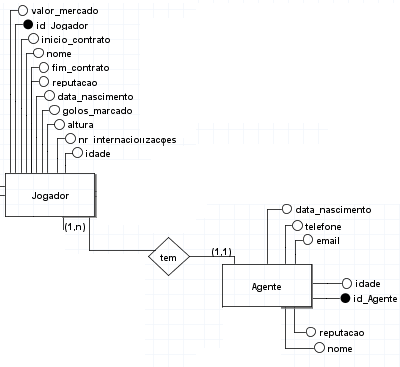 valor_mercado
id_Jogador
inicio_contrato
nome
fim_contrato
reputacao
data_nascimento
golos_marcado
altura
idade
Jogador
(1,n)
tem
(1,1)
Agente
data_nascimento
telefone
email
idade
id_Agente
reputacao
nome